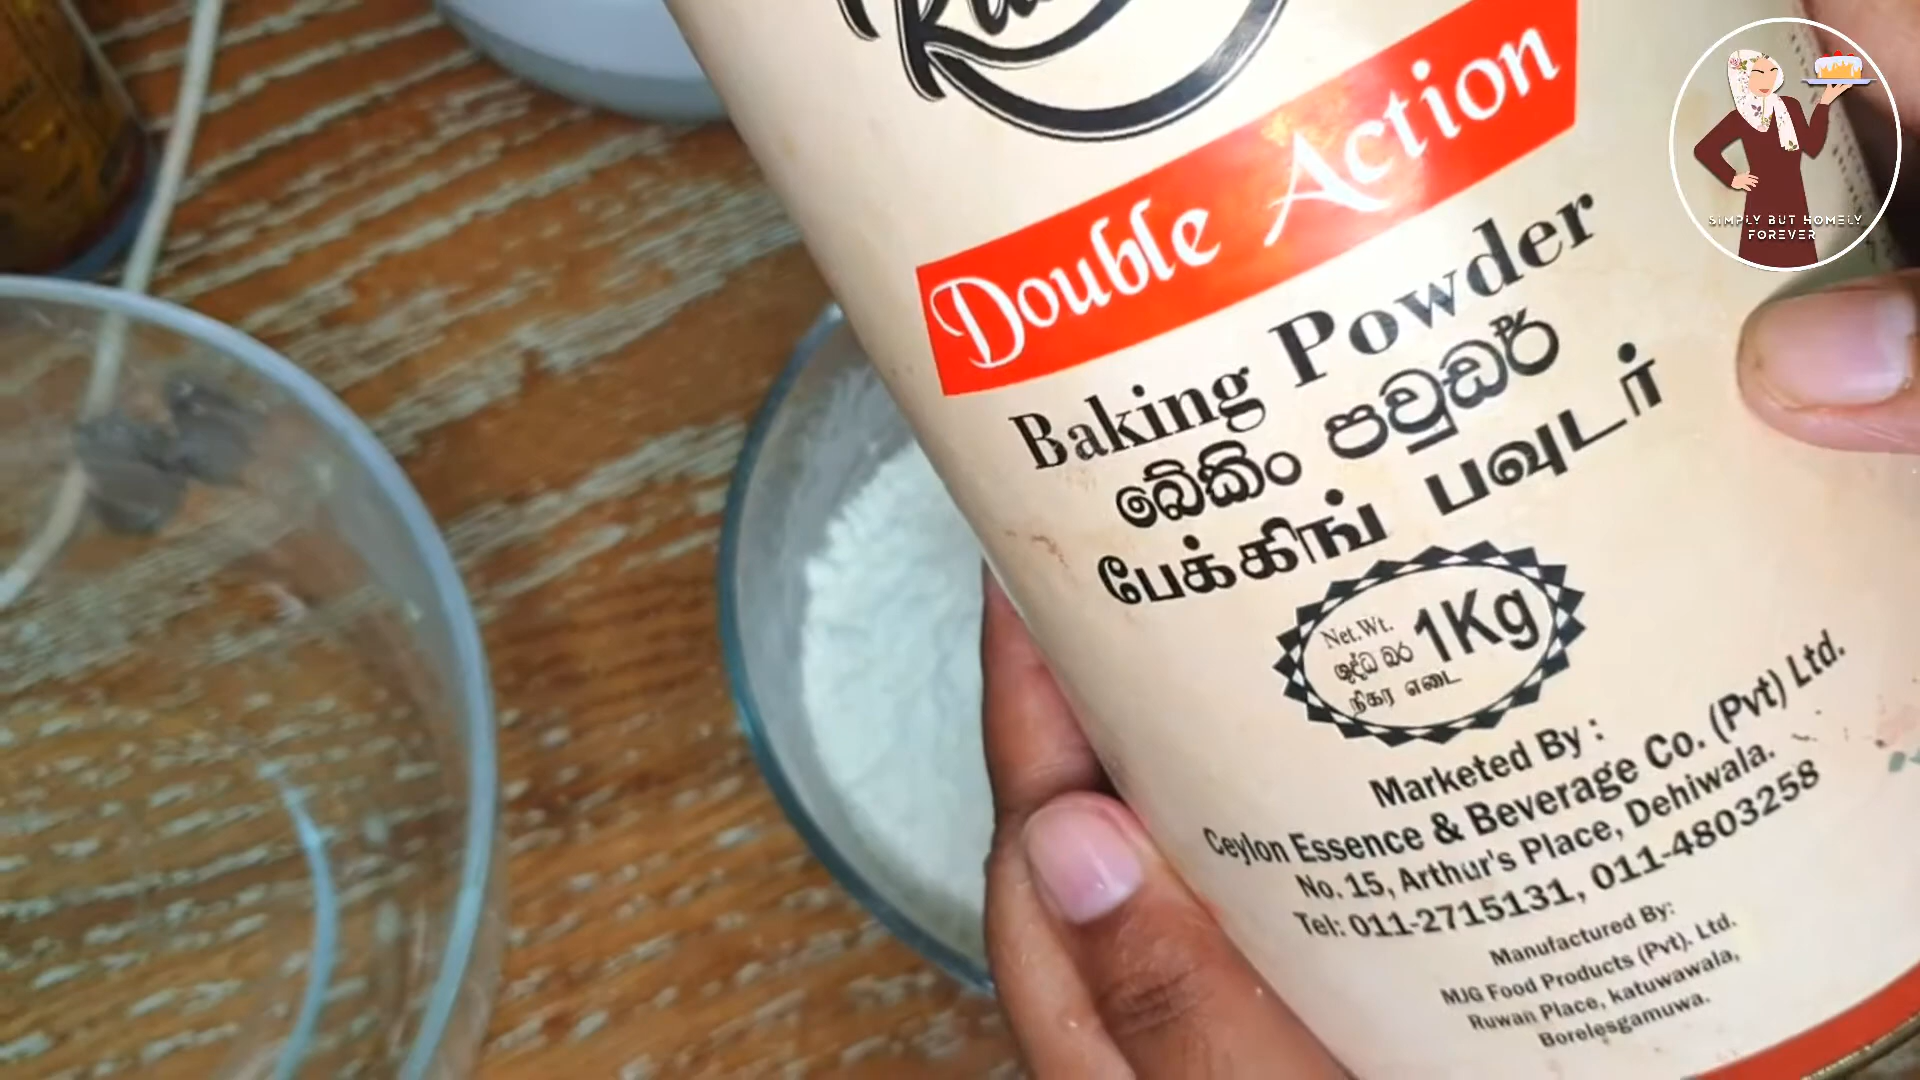 Double Action
Baking Powder
බේකිං පවුඩර්
பேக்கிங் பவுடர்
Net.Wt.
ශුද්ධ බර
நிகர எடை
1Kg
Marketed By :
Ceylon Essence & Beverage Co. (Pvt) Ltd.
No. 15, Arthur's Place, Dehiwala.
Tel: 011-2715131, 011-4803258
Manufactured By:
MJG Food Products (Pvt). Ltd.
Ruwan Place, katuwawala,
Borelesgamuwa.
SIMPLY BUT HOMELY
FOREVER